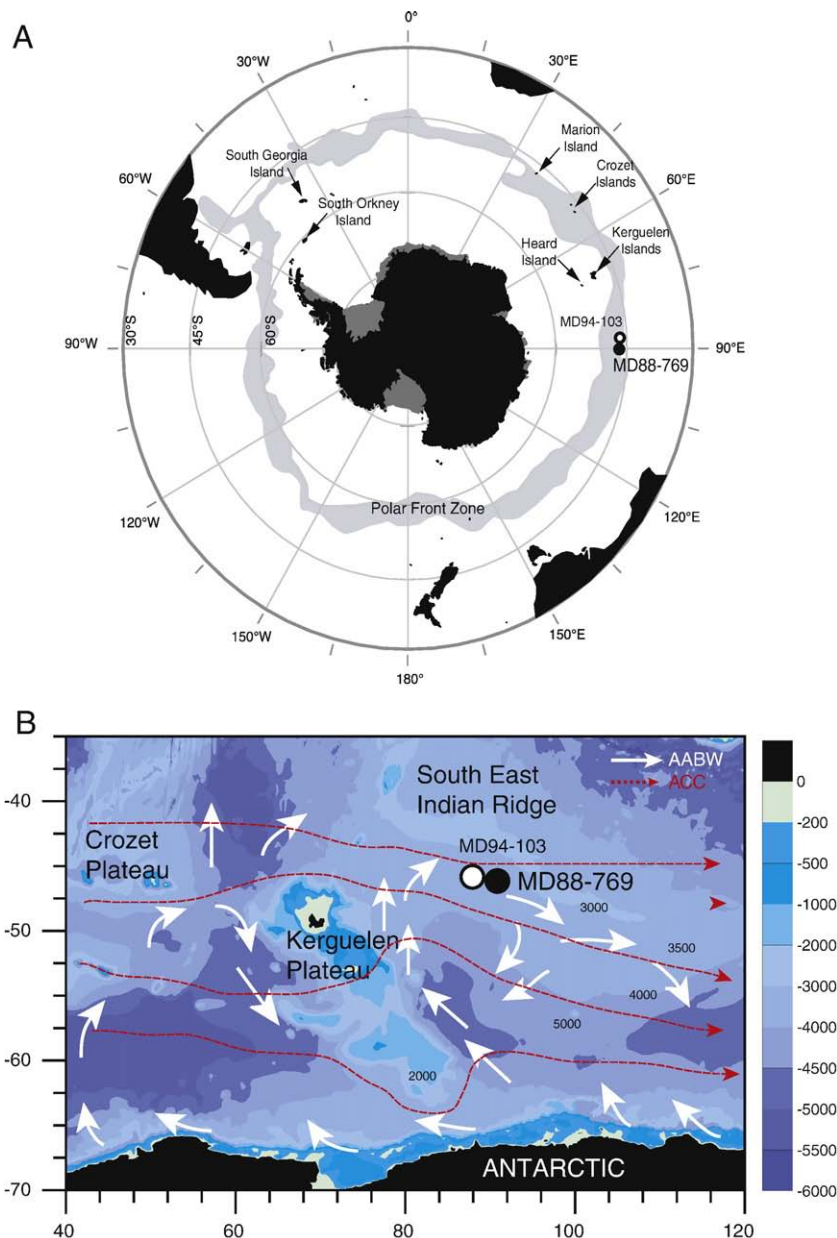 A
0°
30°W
30°E
60°W
60°E
South Georgia
Island
South Orkney
Island
Marion
Island
Crozet
Islands
Heard
Island
Kerguelen
Islands
MD94-103
MD88-769
90°W
30°S
45°S
60°S
90°E
120°W
Polar Front Zone
120°E
150°W
150°E
180°
B
AABW
ACC
South East
Indian Ridge
Crozet
Plateau
MD94-103
MD88-769
Kerguelen
Plateau
3000
3500
4000
5000
2000
ANTARCTIC
-40
-50
-60
-70
40
60
80
100
120
0
-200
-500
-1000
-2000
-3000
-4000
-5000
-5500
-6000